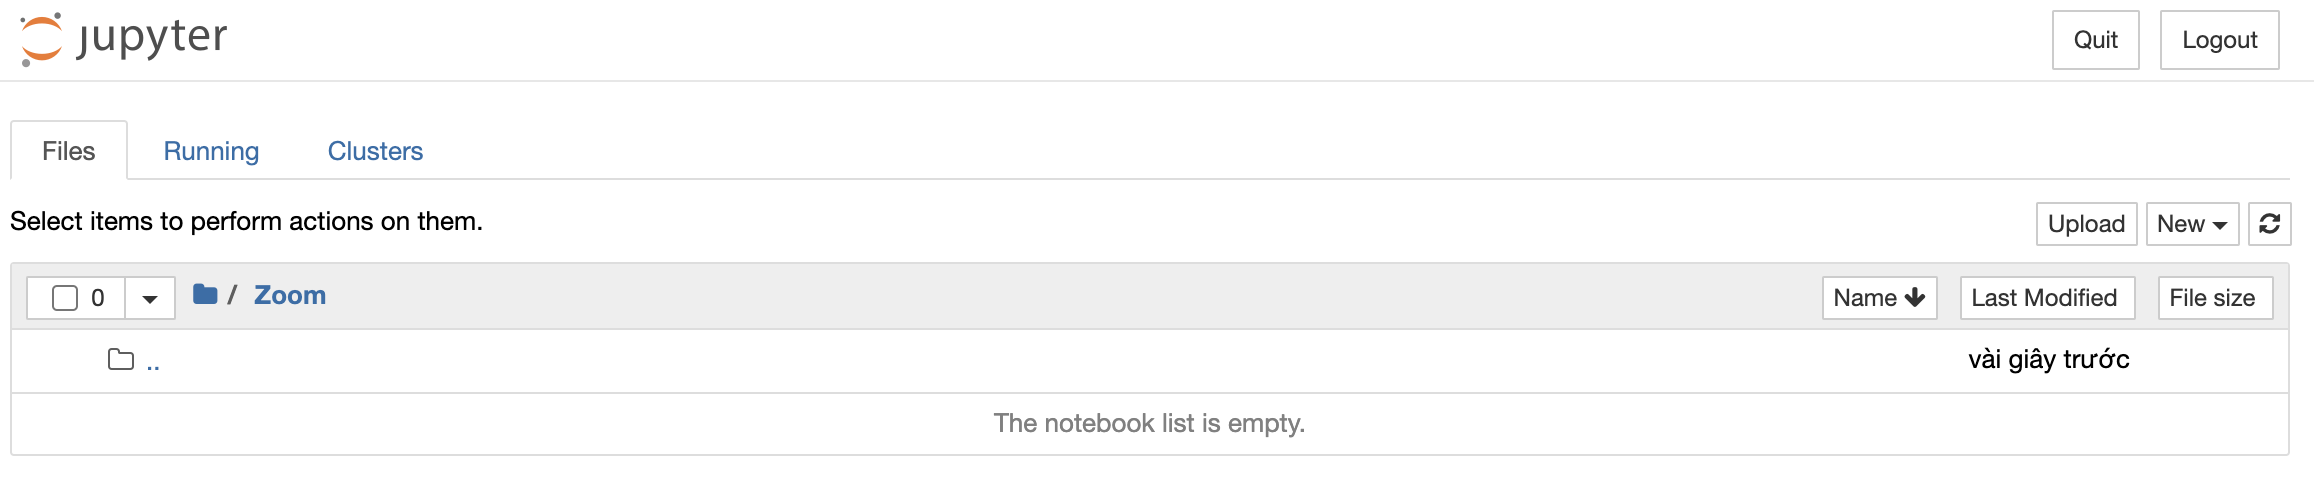 jupyter
Quit
Logout
Files
Running
Clusters
Select items to perform actions on them.
Upload
New
0
/ Zoom
Name
Last Modified
File size
..
vài giây trước
The notebook list is empty.